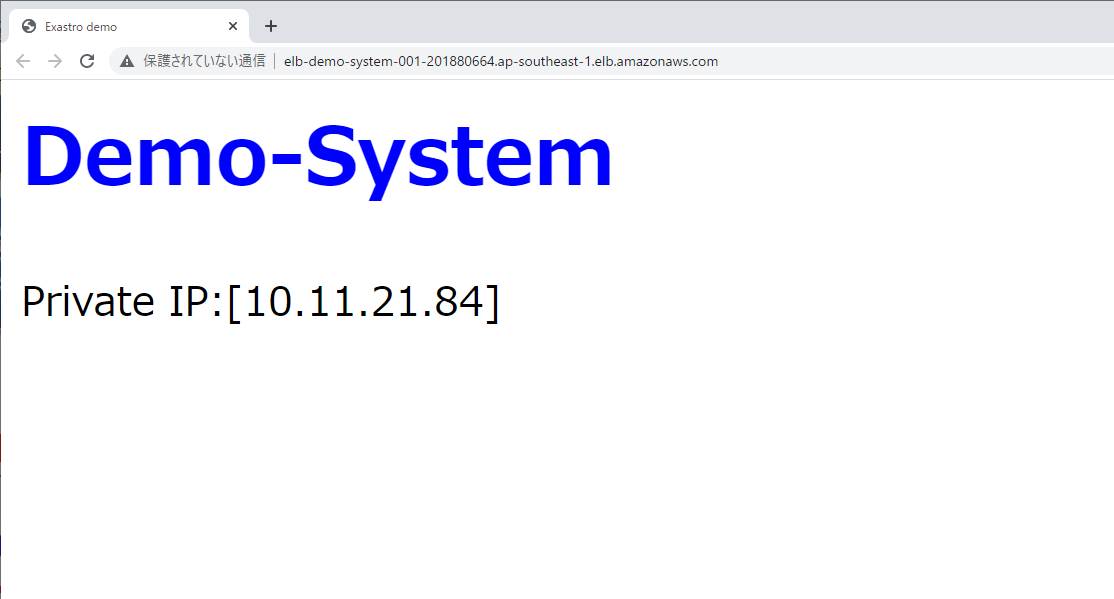 Exastro demo
保護されていない通信 elb-demo-system-001-201880664.ap-southeast-1.elb.amazonaws.com
Demo-System
Private IP:[10.11.21.84]